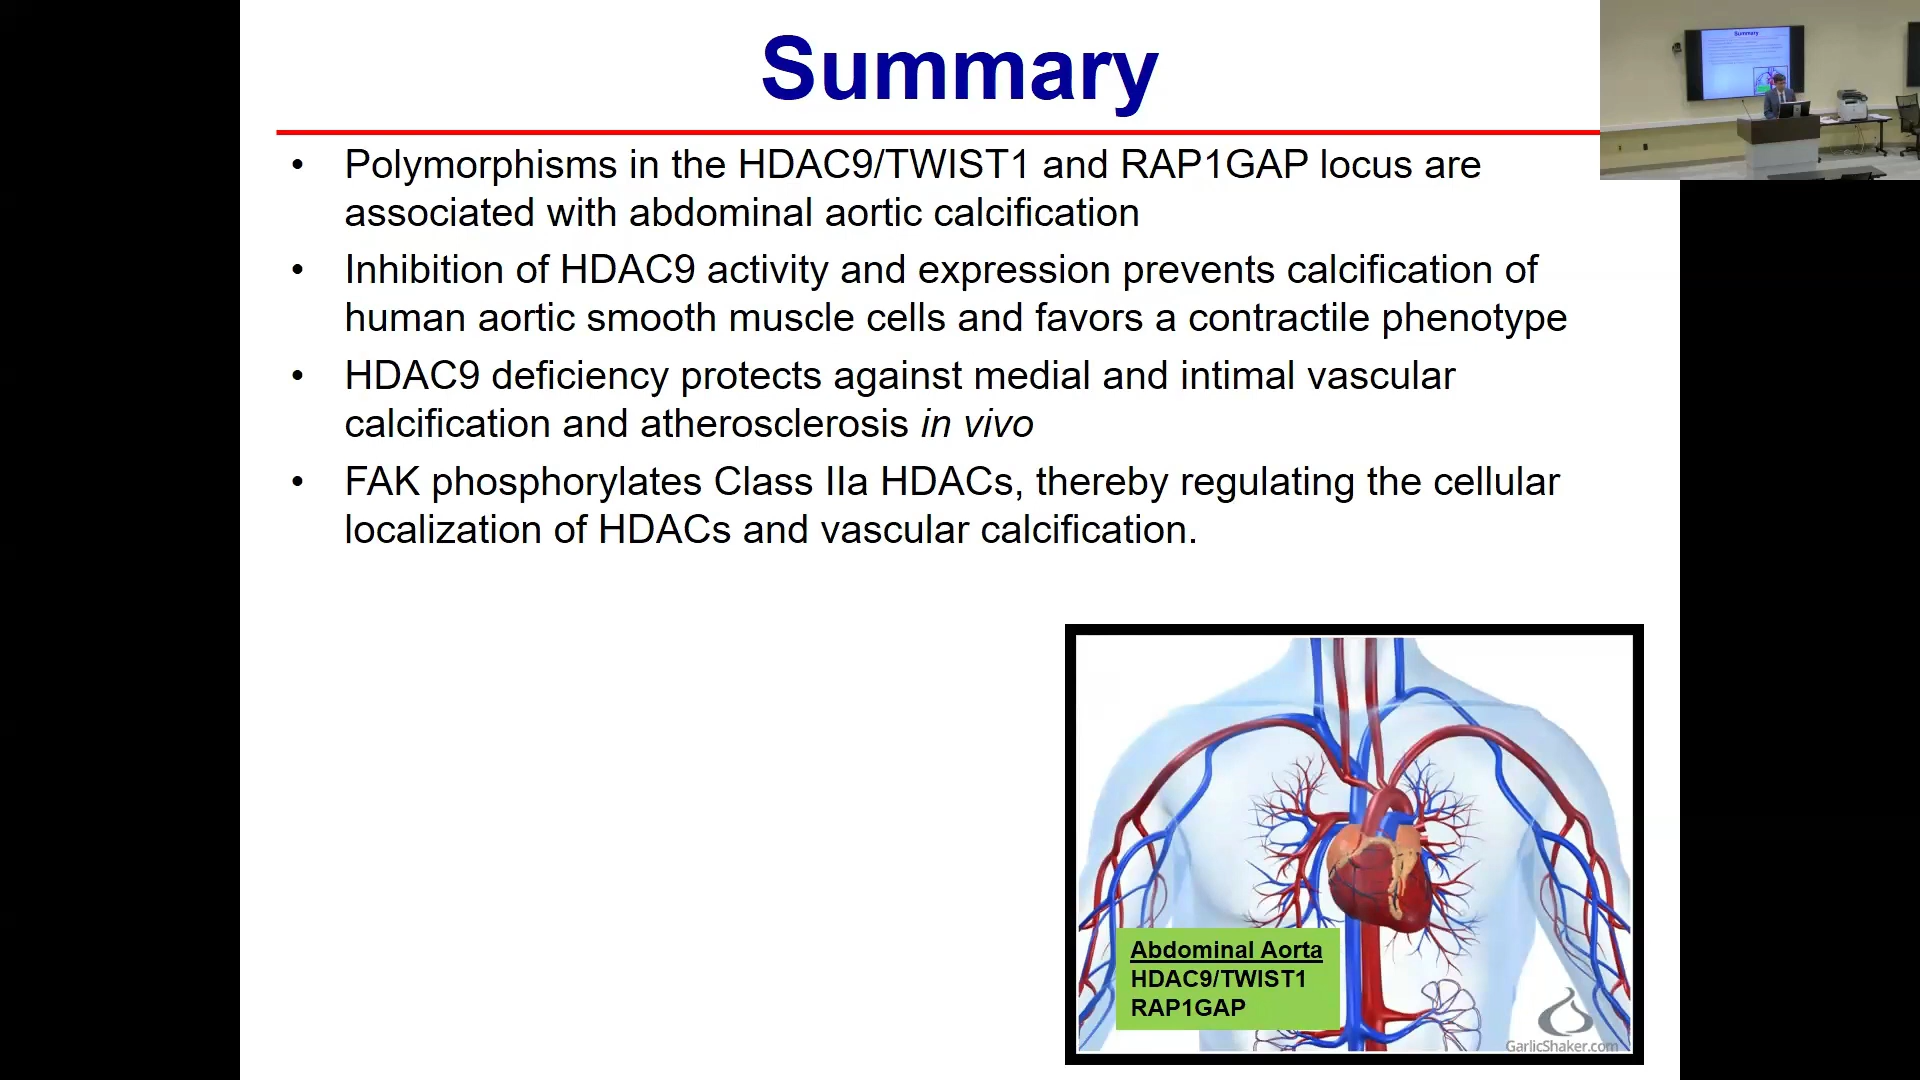 Summary
• Polymorphisms in the HDAC9/TWIST1 and RAP1GAP locus are
associated with abdominal aortic calcification
• Inhibition of HDAC9 activity and expression prevents calcification of
human aortic smooth muscle cells and favors a contractile phenotype
• HDAC9 deficiency protects against medial and intimal vascular
calcification and atherosclerosis in vivo
• FAK phosphorylates Class IIa HDACs, thereby regulating the cellular
localization of HDACs and vascular calcification.
Abdominal Aorta
HDAC9/TWIST1
RAP1GAP
GarlicShaker.com
Summary